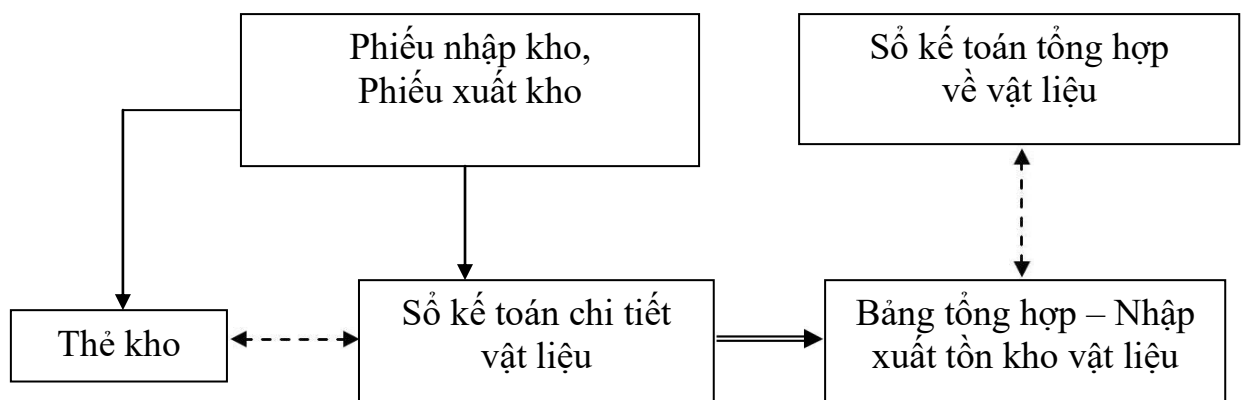 Phiếu nhập kho,
Phiếu xuất kho
Sổ kế toán tổng hợp
về vật liệu
Thẻ kho
Sổ kế toán chi tiết
vật liệu
Bảng tổng hợp – Nhập
xuất tồn kho vật liệu